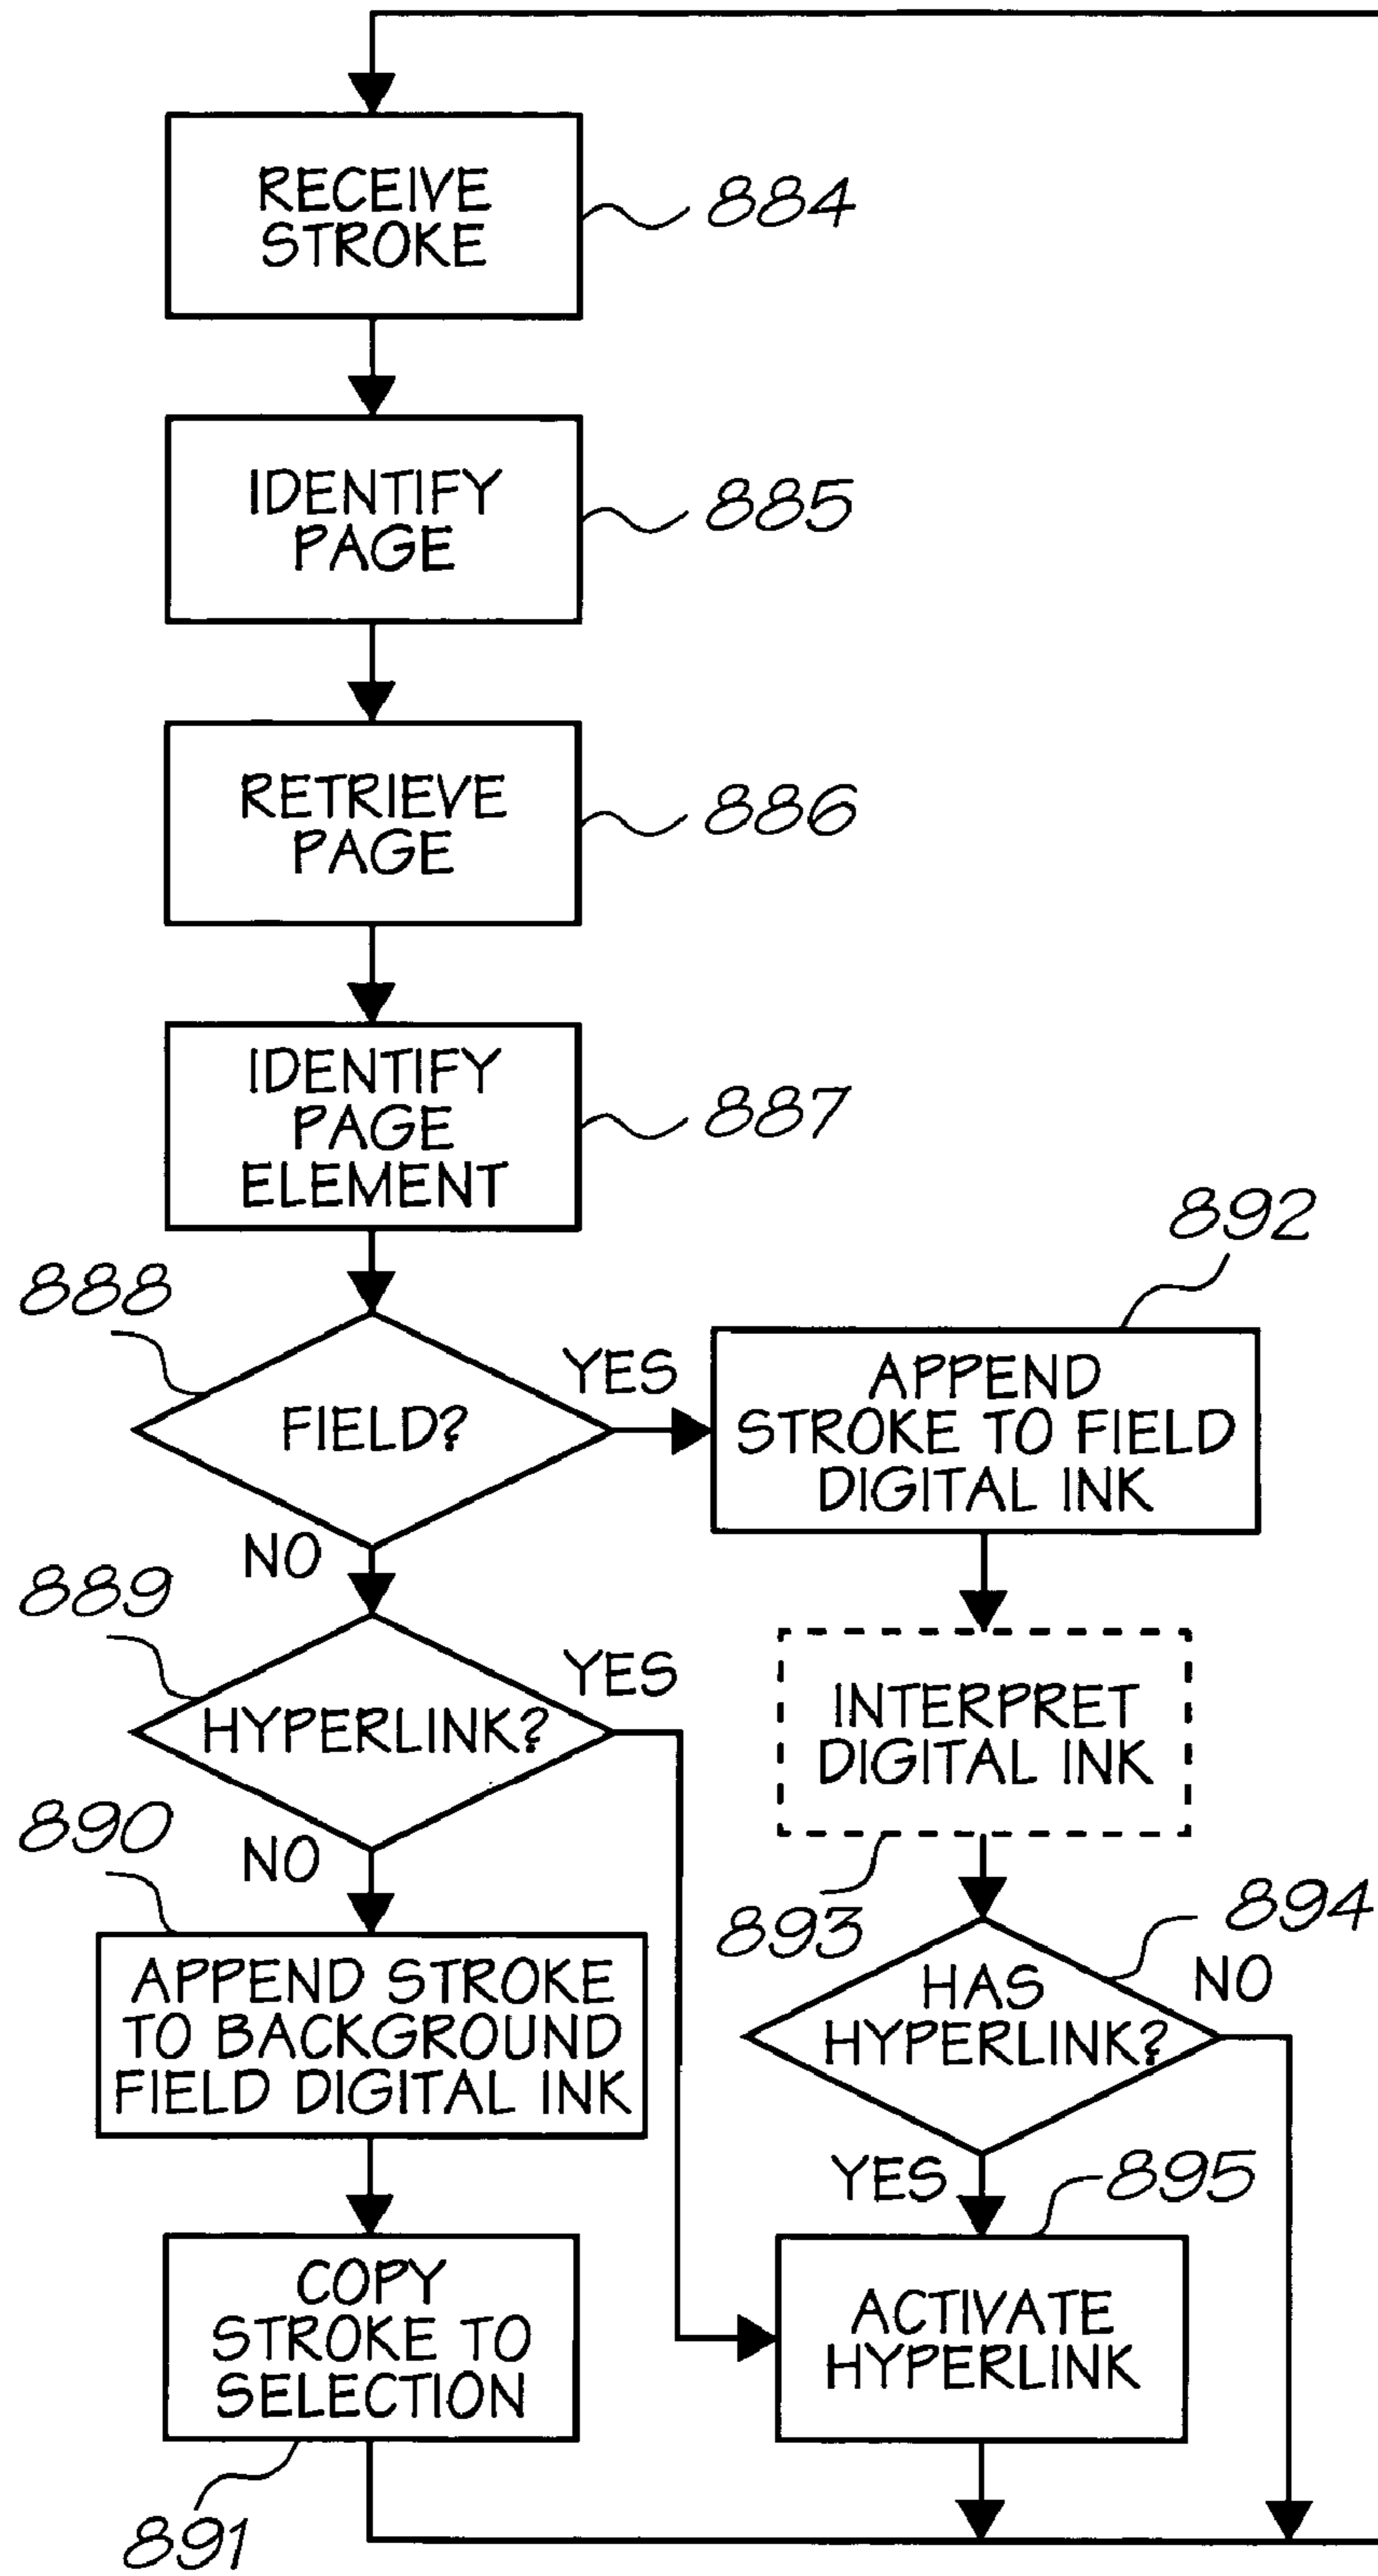 RECEIVE
STROKE
884
IDENTIFY
PAGE
885
RETRIEVE
PAGE
886
IDENTIFY
PAGE
ELEMENT
887
888
FIELD?
YES
NO
892
APPEND
STROKE TO FIELD
DIGITAL INK
889
HYPERLINK?
YES
NO
INTERPRET
DIGITAL INK
893
890
APPEND STROKE
TO BACKGROUND
FIELD DIGITAL INK
894
HAS
HYPERLINK?
NO
YES
895
COPY
STROKE TO
SELECTION
891
ACTIVATE
HYPERLINK